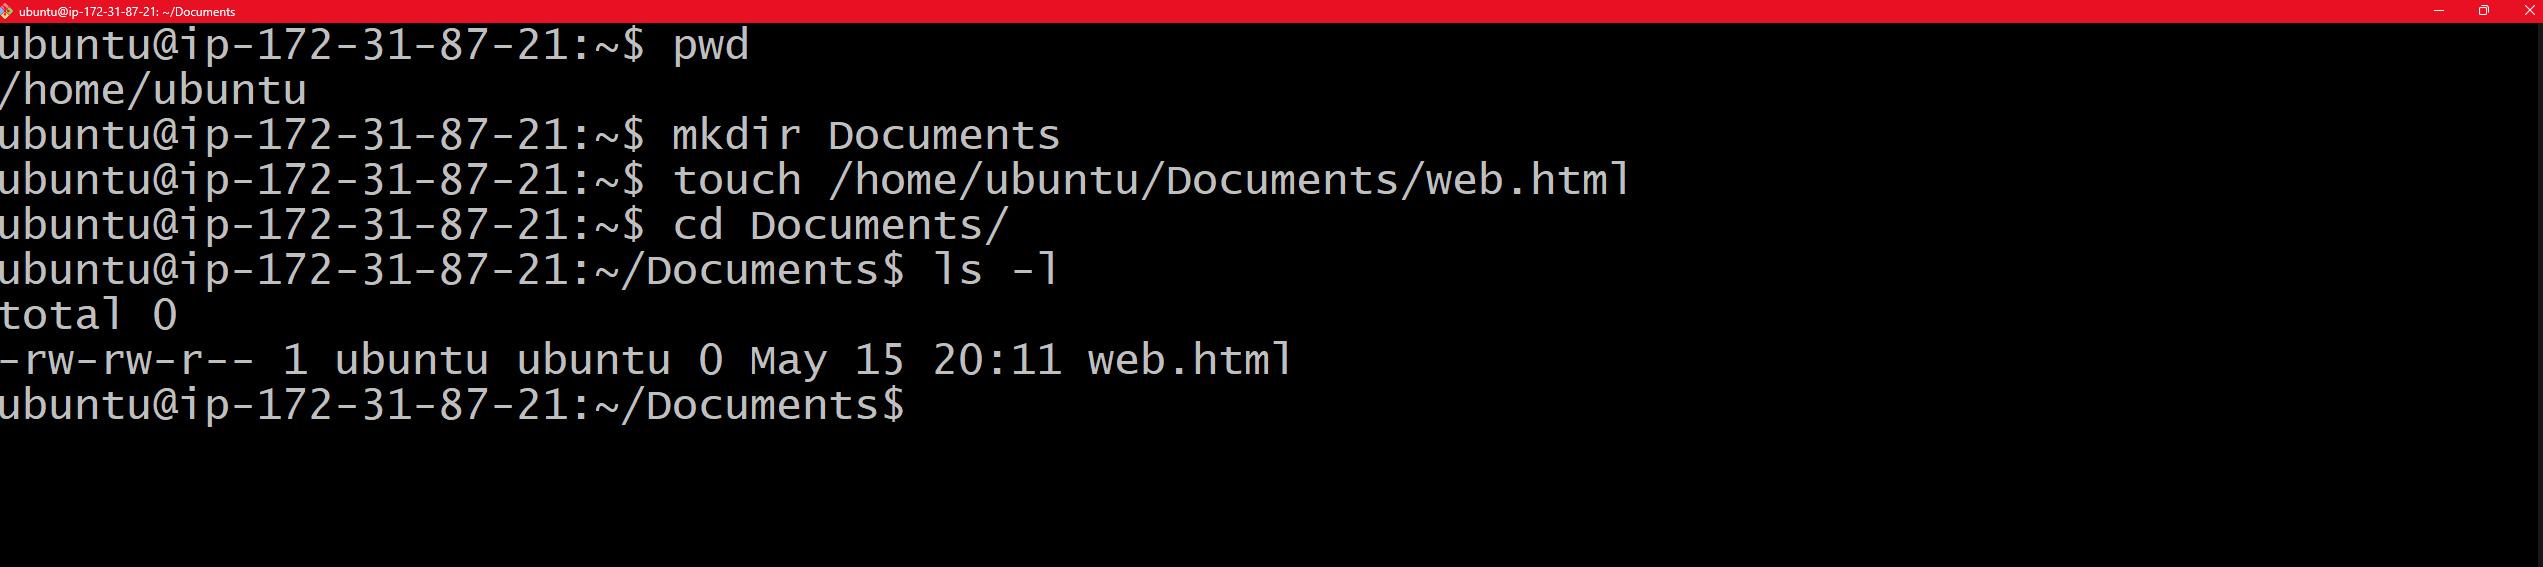 ubuntu@ip-172-31-87-21: ~/Documents
ubuntu@ip-172-31-87-21:~$ pwd
/home/ubuntu
ubuntu@ip-172-31-87-21:~$ mkdir Documents
ubuntu@ip-172-31-87-21:~$ touch /home/ubuntu/Documents/web.html
ubuntu@ip-172-31-87-21:~$ cd Documents/
ubuntu@ip-172-31-87-21:~/Documents$ ls -l
total 0
-rw-rw-r-- 1 ubuntu ubuntu 0 May 15 20:11 web.html
ubuntu@ip-172-31-87-21:~/Documents$